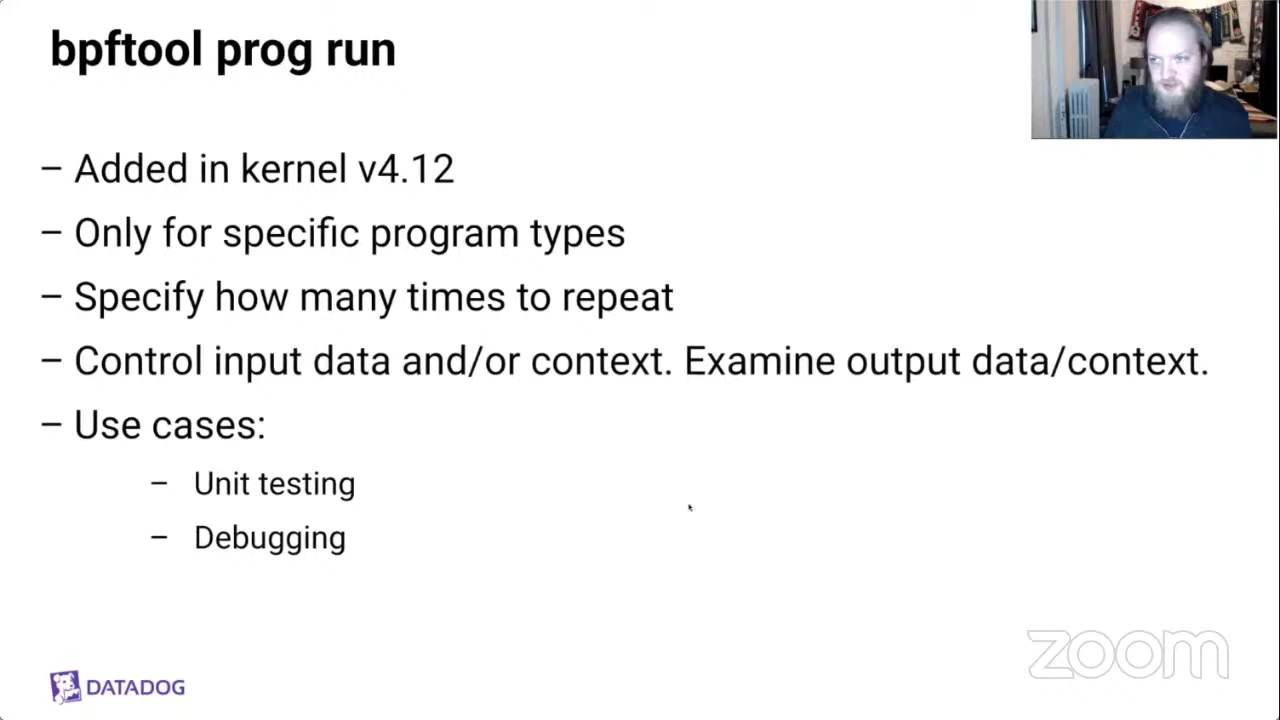 bpftool prog run
– Added in kernel v4.12
– Only for specific program types
– Specify how many times to repeat
– Control input data and/or context. Examine output data/context.
– Use cases:
– Unit testing
– Debugging
DATADOG
zoom